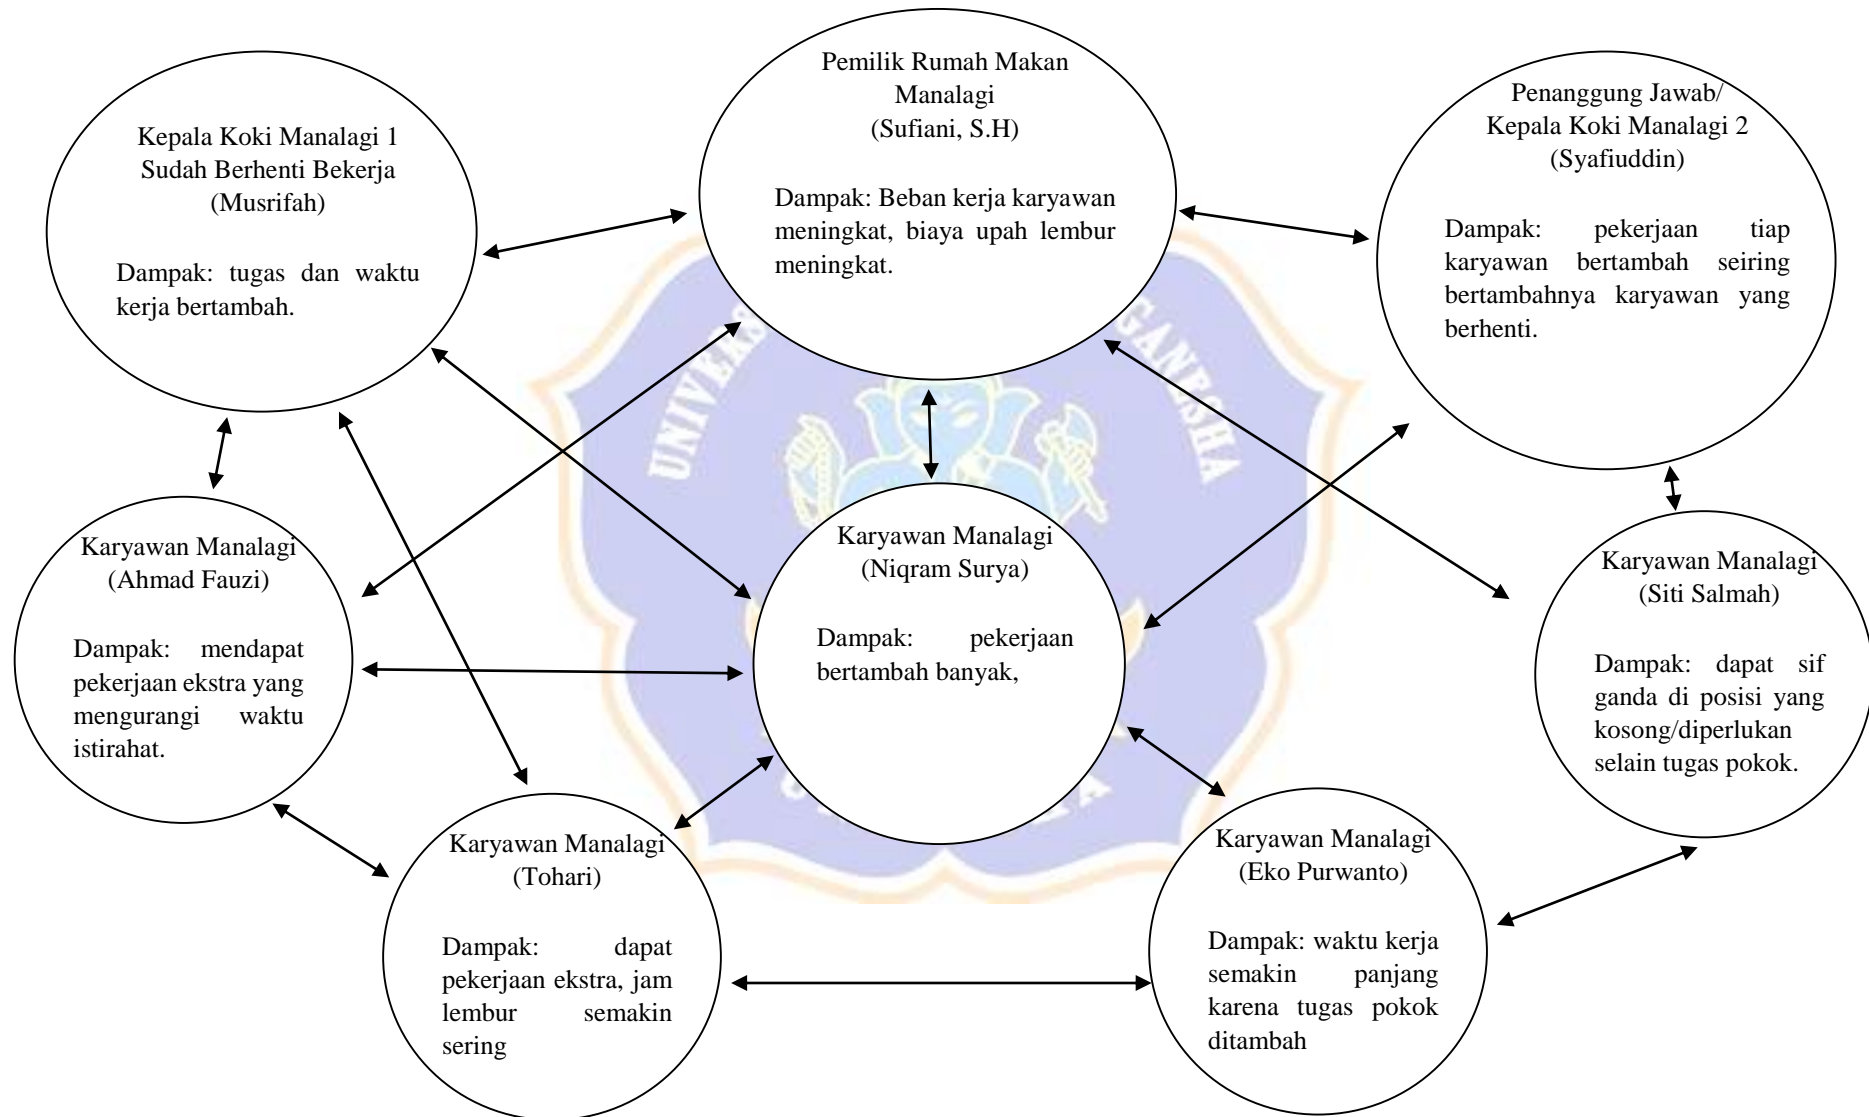 Pemilik Rumah Makan
Manalagi
(Sufiani, S.H)
Dampak: Beban kerja karyawan
meningkat, biaya upah lembur
meningkat.
Kepala Koki Manalagi 1
Sudah Berhenti Bekerja
(Musrifah)
Dampak: tugas dan waktu
kerja bertambah.
Penanggung Jawab/
Kepala Koki Manalagi 2
(Syafiuddin)
Dampak: pekerjaan tiap
karyawan bertambah seiring
bertambahnya karyawan yang
berhenti.
Karyawan Manalagi
(Ahmad Fauzi)
Dampak: mendapat
pekerjaan ekstra yang
mengurangi waktu
istirahat.
Karyawan Manalagi
(Niqram Surya)
Dampak: pekerjaan
bertambah banyak,
Karyawan Manalagi
(Siti Salmah)
Dampak: dapat sif
ganda di posisi yang
kosong/diperlukan
selain tugas pokok.
Karyawan Manalagi
(Tohari)
Dampak: dapat
pekerjaan ekstra, jam
lembur semakin
sering
Karyawan Manalagi
(Eko Purwanto)
Dampak: waktu kerja
semakin panjang
karena tugas pokok
ditambah